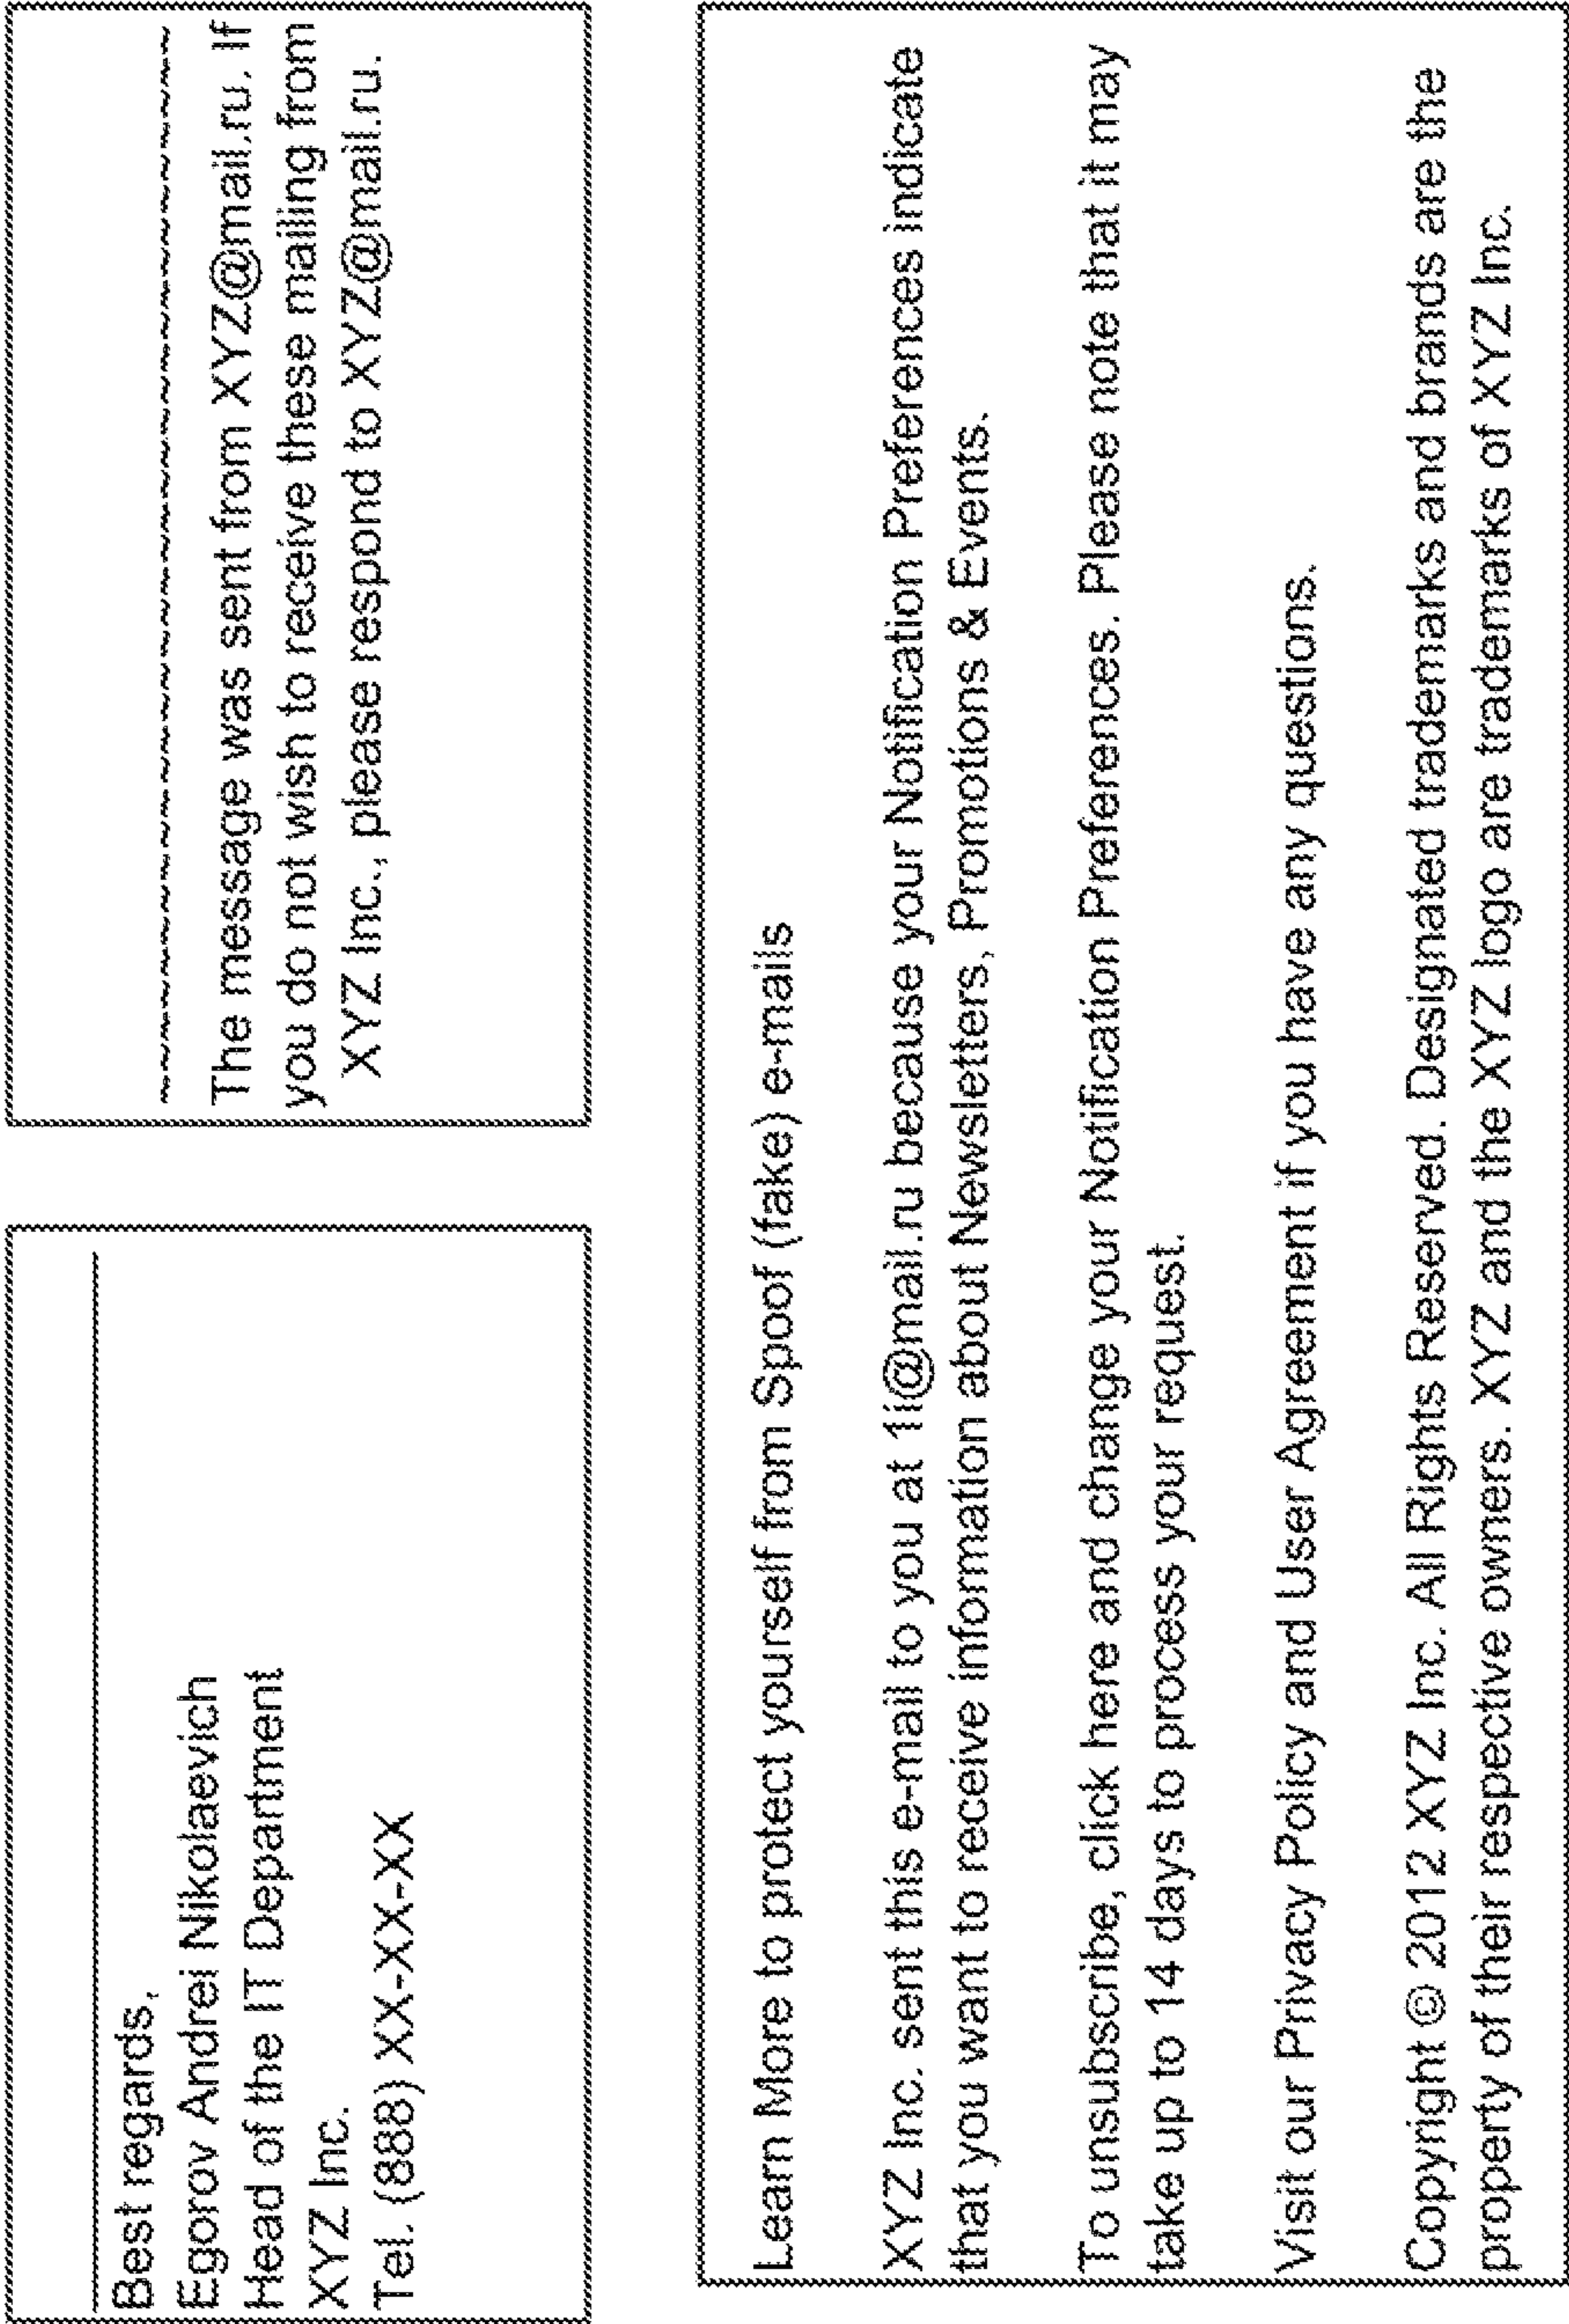 Best regards,
Egorov Andrei Nikolaevich
Head of the IT Department
XYZ Inc.
Tel. (888) XX-XX-XX
The message was sent from XYZ@mail.ru. If
you do not wish to receive these mailing from
XYZ Inc., please respond to XYZ@mail.ru.
Learn More to protect yourself from Spoof (fake) e-mails
XYZ Inc. sent this e-mail to you at 1i@mail.ru because your Notification Preferences indicate
that you want to receive information about Newsletters, Promotions & Events.
To unsubscribe, click here and change your Notification Preferences. Please note that it may
take up to 14 days to process your request.
Visit our Privacy Policy and User Agreement if you have any questions.
Copyright © 2012 XYZ Inc. All Rights Reserved. Designated trademarks and brands are the
property of their respective owners. XYZ and the XYZ logo are trademarks of XYZ Inc.